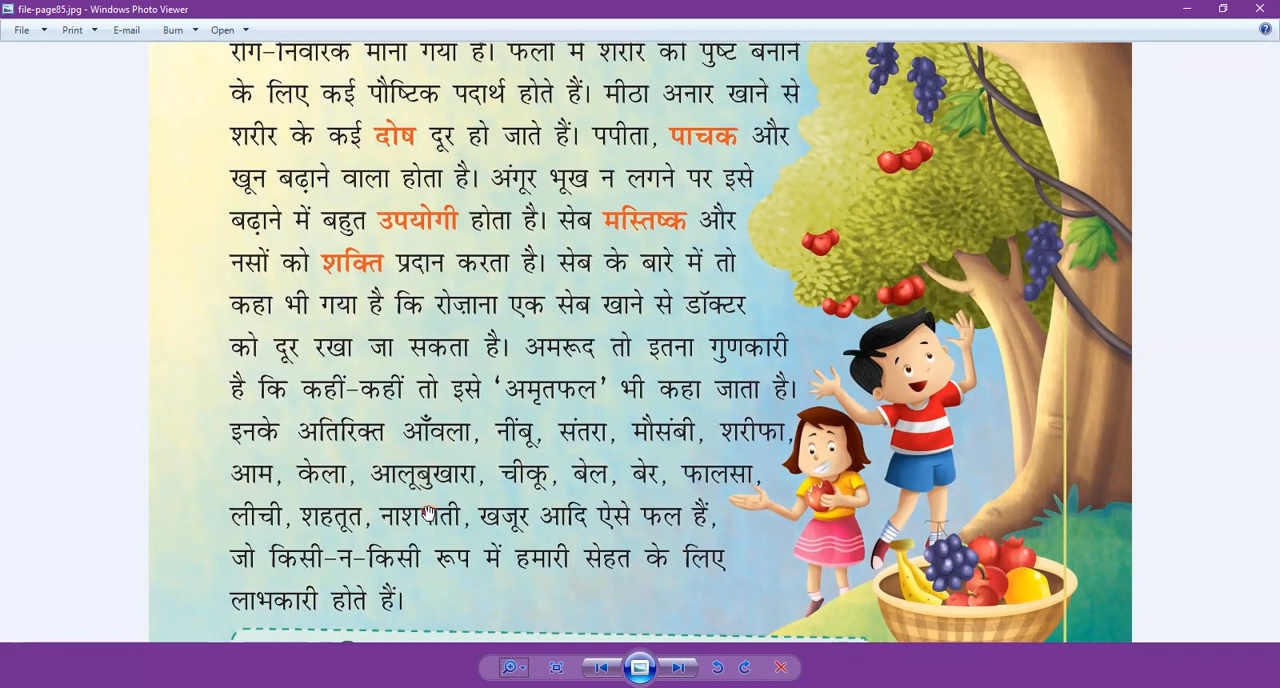 file-page85.jpg - Windows Photo Viewer
File Print E-mail Burn Open
रोग-निवारक माना गया है। फलों में शरीर को पुष्ट बनाने
के लिए कई पौष्टिक पदार्थ होते हैं। मीठा अनार खाने से
शरीर के कई दोष दूर हो जाते हैं। पपीता, पाचक और
खून बढ़ाने वाला होता है। अंगूर भूख न लगने पर इसे
बढ़ाने में बहुत उपयोगी होता है। सेब मस्तिष्क और
नसों को शक्ति प्रदान करता है। सेब के बारे में तो
कहा भी गया है कि रोज़ाना एक सेब खाने से डॉक्टर
को दूर रखा जा सकता है। अमरूद तो इतना गुणकारी
है कि कहीं-कहीं तो इसे ‘अमृतफल’ भी कहा जाता है।
इनके अतिरिक्त आँवला, नींबू, संतरा, मौसंबी, शरीफा,
आम, केला, आलूबुखारा, चीकू, बेल, बेर, फालसा,
लीची, शहतूत, नाशपाती, खजूर आदि ऐसे फल हैं,
जो किसी-न-किसी रूप में हमारी सेहत के लिए
लाभकारी होते हैं।